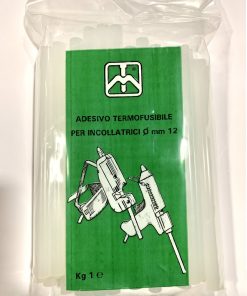 ADESIVO TERMOFUSIBILE
PER INCOLLATRICI Ø mm 12
Kg 1 ℮